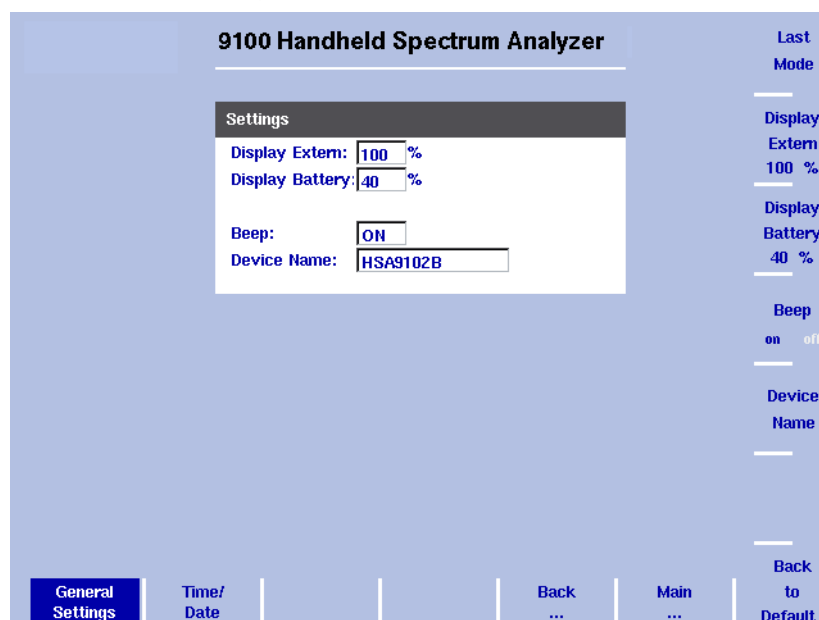 9100 Handheld Spectrum Analyzer
Settings
Display Extern: 100 %
Display Battery: 40 %
Beep: ON
Device Name: HSA9102B
Last
Mode
Display
Extern
100 %
Display
Battery
40 %
Beep
on off
Device
Name
Back
to
Default
General
Settings
Time/
Date
Back
...
Main
...